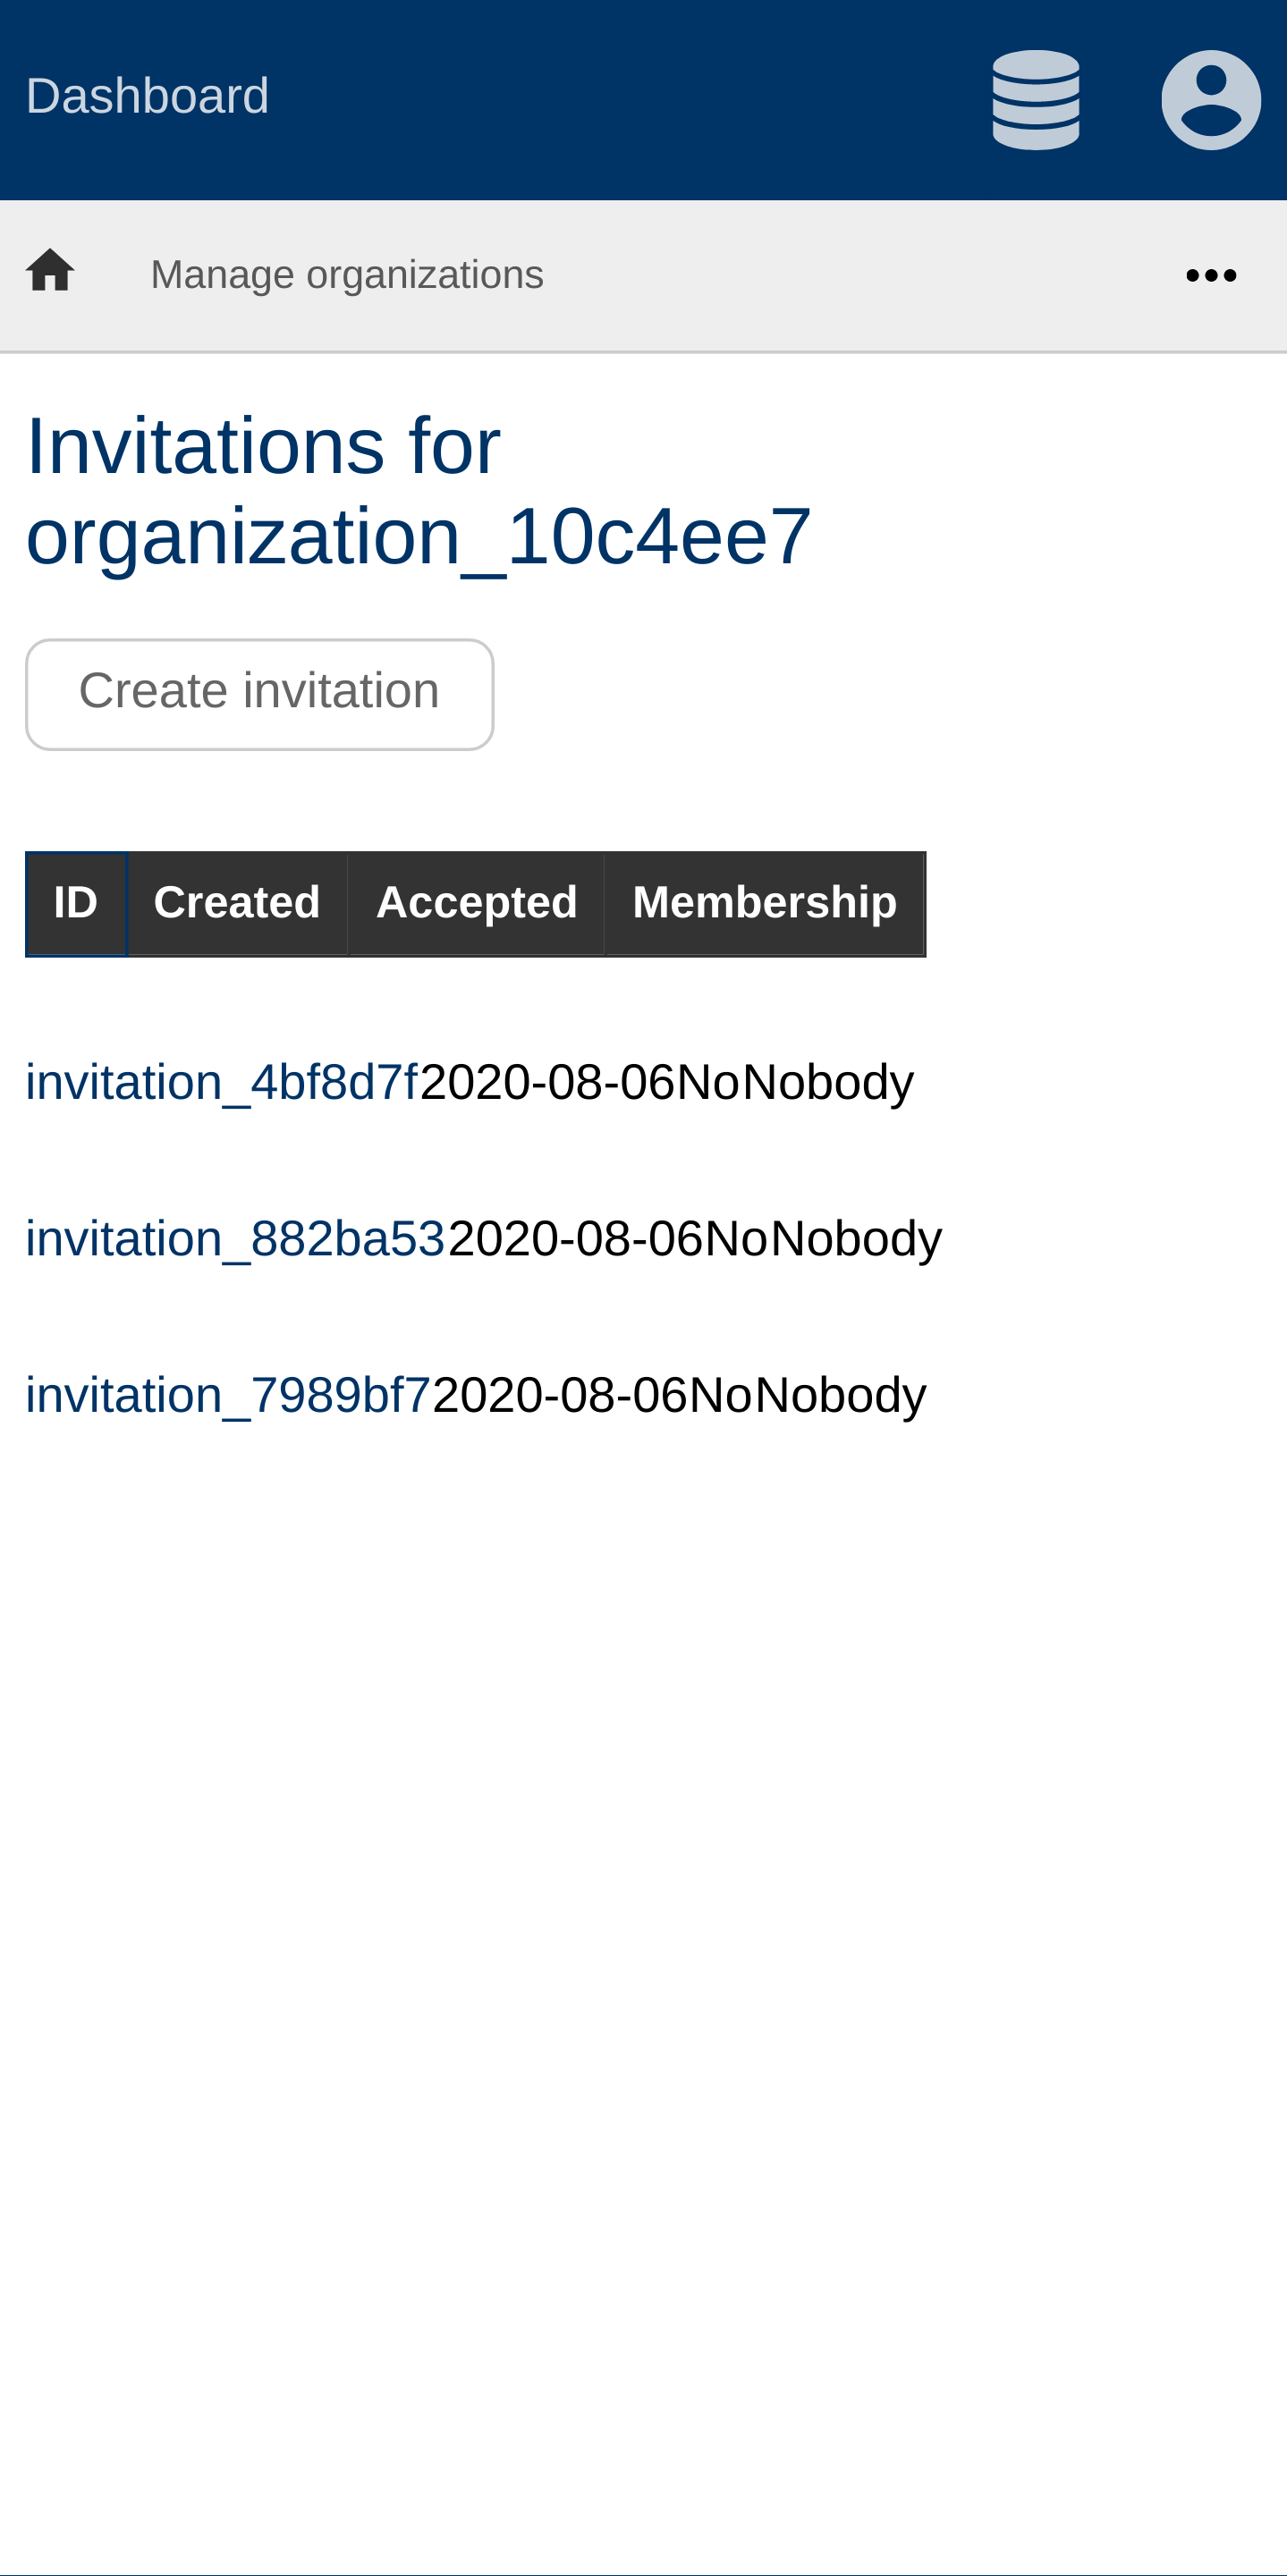 Dashboard
Manage organizations
Invitations for
organization_10c4ee7
Create invitation
ID Created Accepted Membership
invitation_4bf8d7f2020-08-06NoNobody
invitation_882ba532020-08-06NoNobody
invitation_7989bf72020-08-06NoNobody